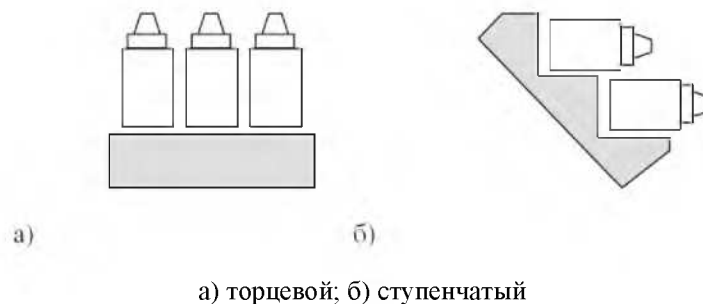 а) б)
а) торцевой; б) ступенчатый